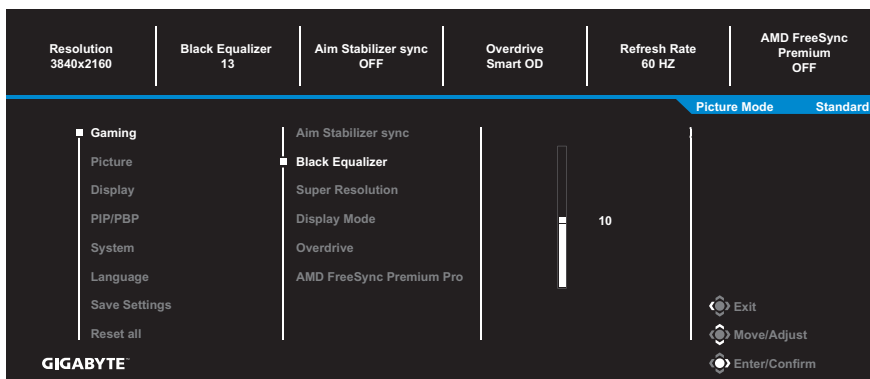 Resolution
3840x2160
Black Equalizer
13
Aim Stabilizer sync
OFF
Overdrive
Smart OD
Refresh Rate
60 HZ
AMD FreeSync
Premium
OFF
Picture Mode Standard
Gaming
Picture
Display
PIP/PBP
System
Language
Save Settings
Reset all
Aim Stabilizer sync
Black Equalizer
Super Resolution
Display Mode
Overdrive
AMD FreeSync Premium Pro
10
Exit
Move/Adjust
Enter/Confirm
GIGABYTE™